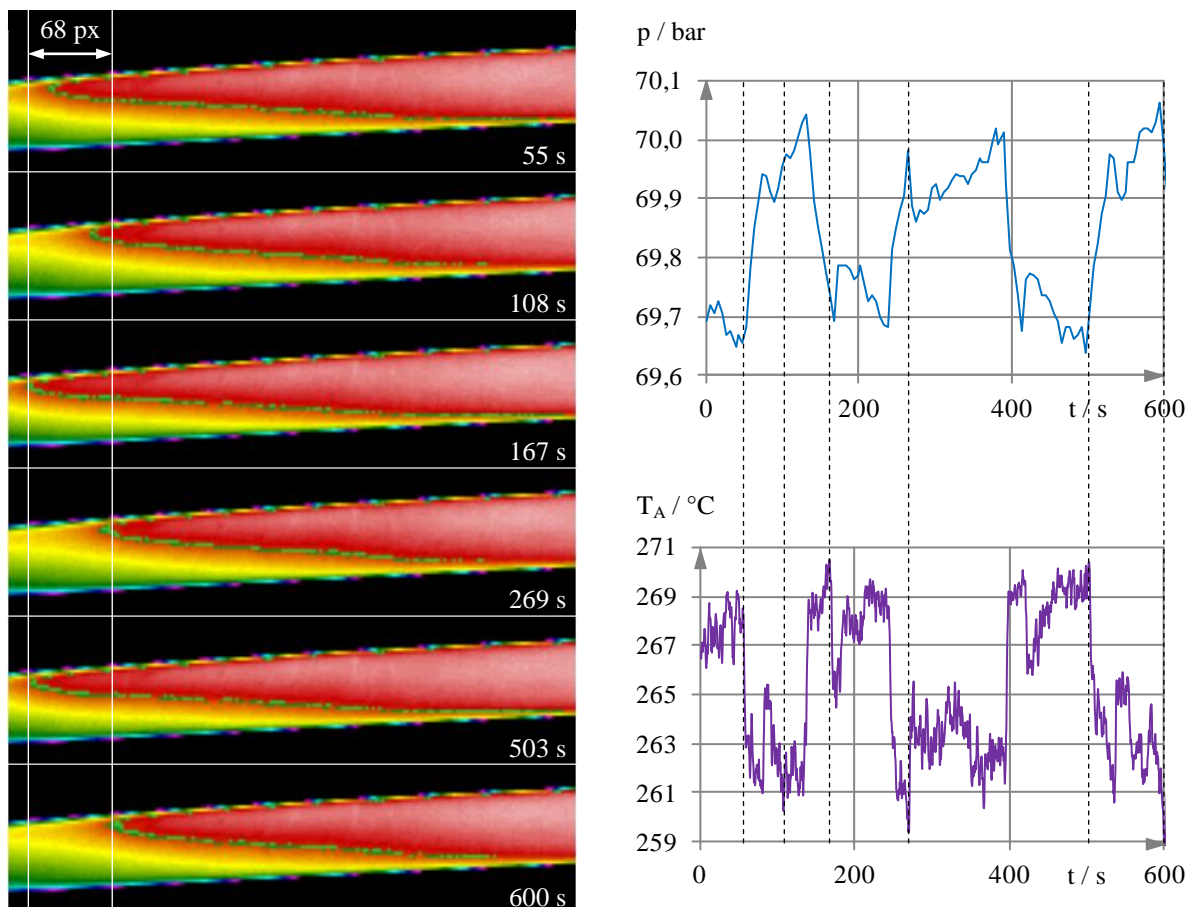 68 px
55 s
108 s
167 s
269 s
503 s
600 s
p / bar
70,1
70,0
69,9
69,8
69,7
69,6
0 200 400 t / s 600
T_A / °C
271
269
267
265
263
261
259
0 200 400 t / s 600